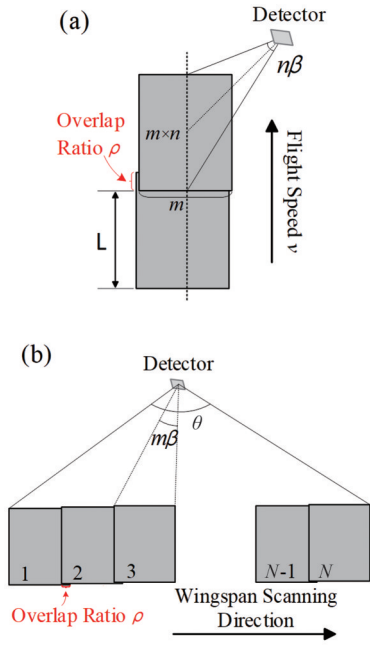 (a)
Detector
nβ
Overlap
Ratio ρ
m×n
m
L
Flight Speed v
(b)
Detector
mβ
θ
1
2
3
N-1
N
Overlap Ratio ρ
Wingspan Scanning
Direction